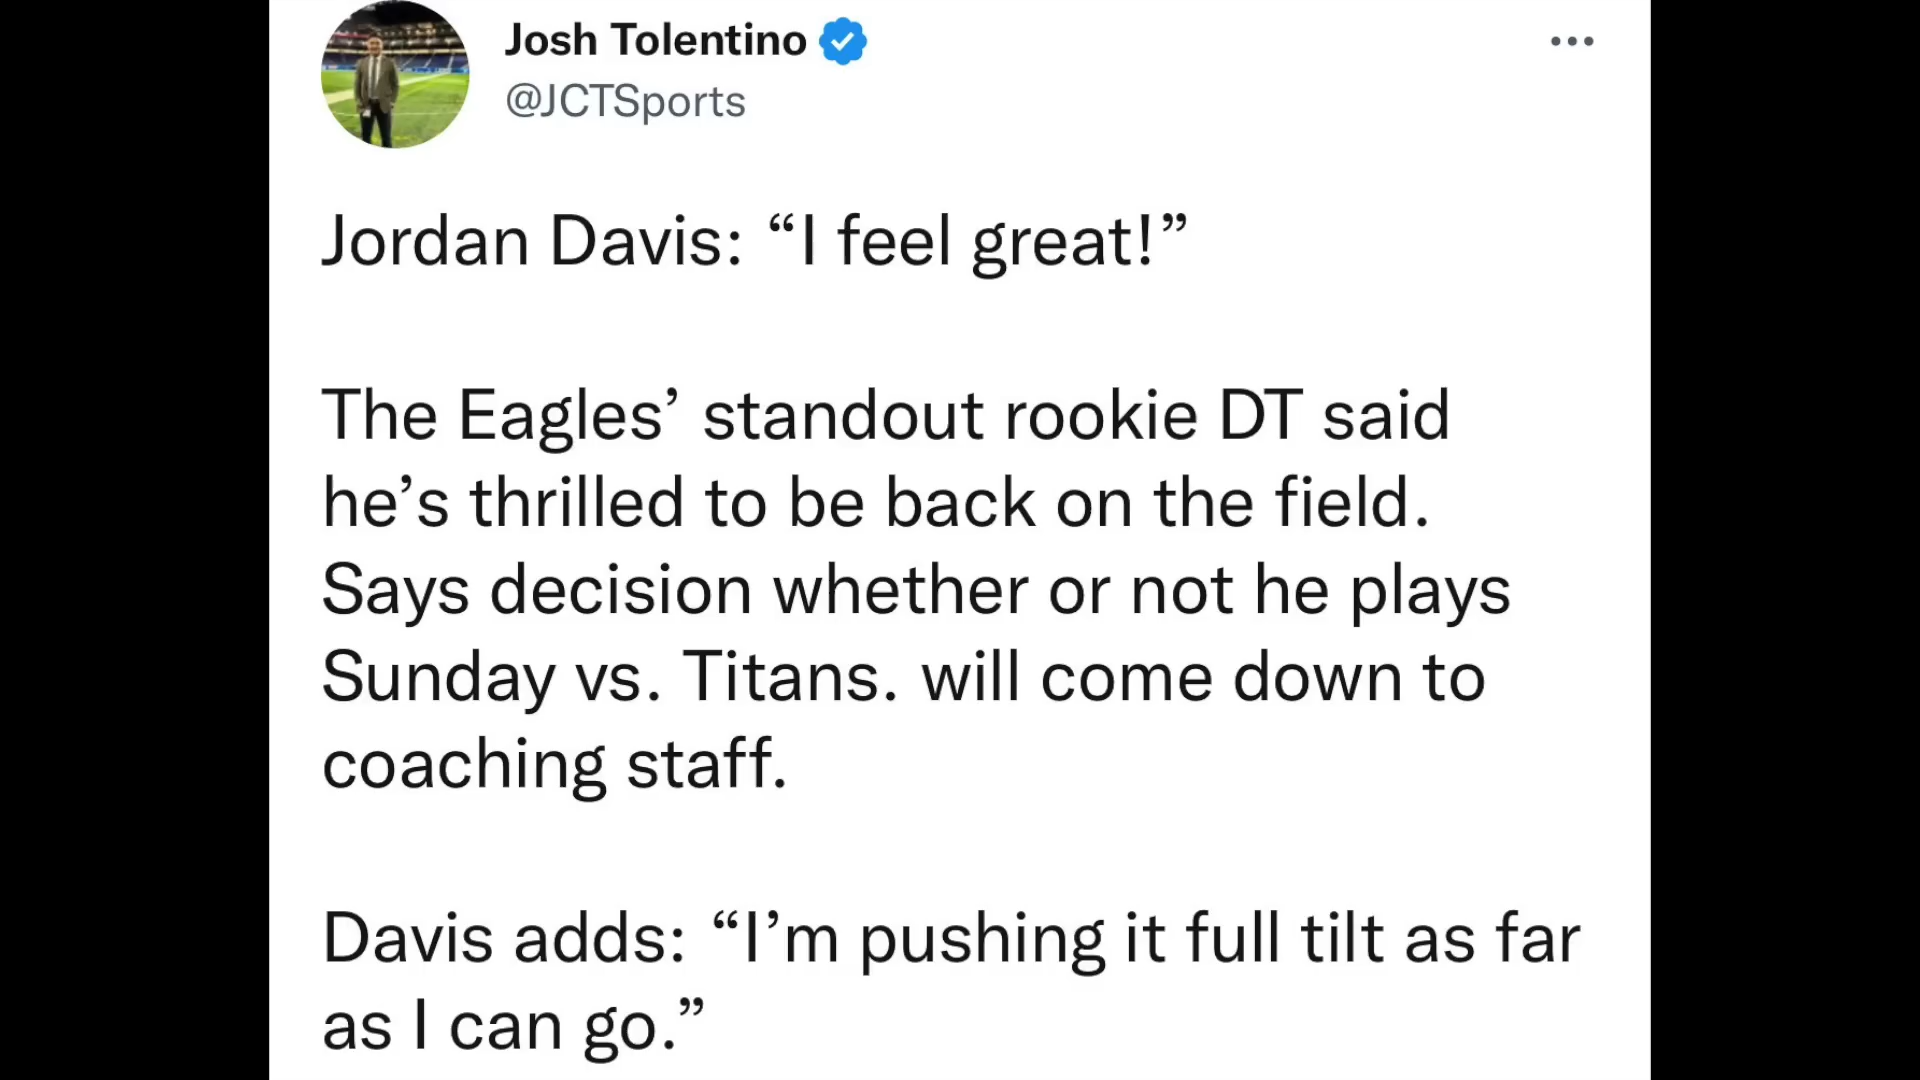 Josh Tolentino
@JCTSports
Jordan Davis: “I feel great!”
The Eagles’ standout rookie DT said
he’s thrilled to be back on the field.
Says decision whether or not he plays
Sunday vs. Titans. will come down to
coaching staff.
Davis adds: “I’m pushing it full tilt as far
as I can go.”